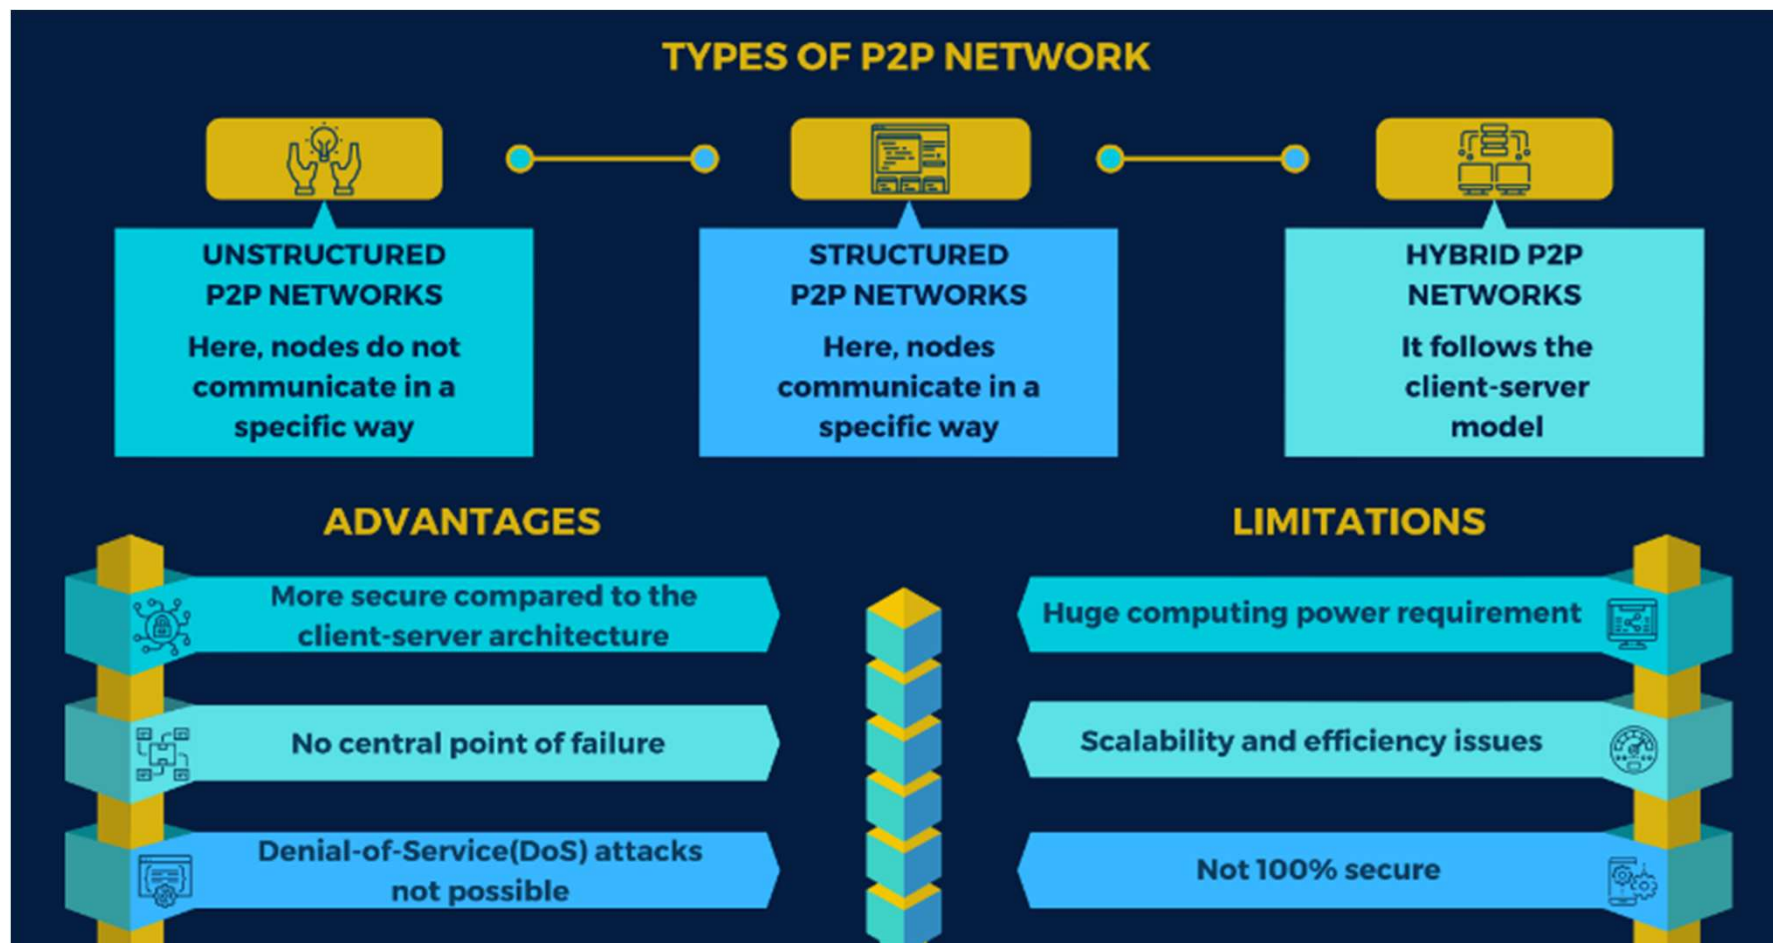 TYPES OF P2P NETWORK
UNSTRUCTURED
P2P NETWORKS
Here, nodes do not
communicate in a
specific way
STRUCTURED
P2P NETWORKS
Here, nodes
communicate in a
specific way
HYBRID P2P
NETWORKS
It follows the
client-server
model
ADVANTAGES
More secure compared to the
client-server architecture
No central point of failure
Denial-of-Service(DoS) attacks
not possible
LIMITATIONS
Huge computing power requirement
Scalability and efficiency issues
Not 100% secure